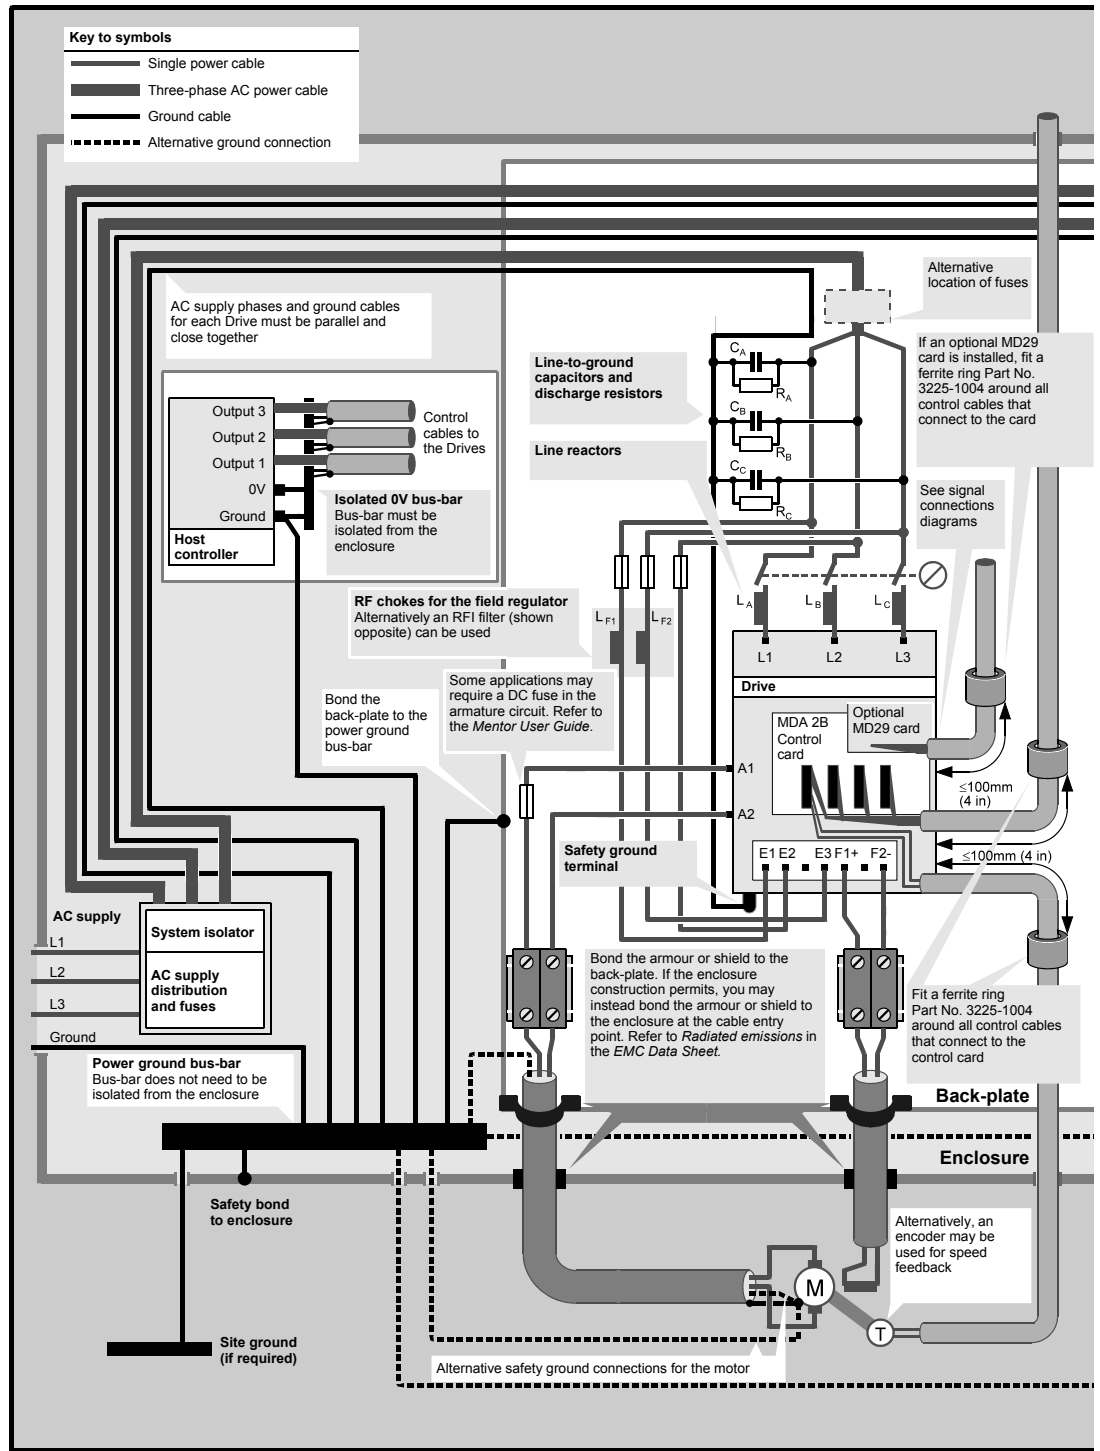 Key to symbols
Single power cable
Three-phase AC power cable
Ground cable
Alternative ground connection
AC supply phases and ground cables
for each Drive must be parallel and
close together
Alternative
location of fuses
If an optional MD29
card is installed, fit a
ferrite ring Part No.
3225-1004 around all
control cables that
connect to the card
Line-to-ground
capacitors and
discharge resistors
Line reactors
CA
RA
CB
RB
CC
RC
Output 3
Output 2
Output 1
0V
Ground
Host
controller
Control
cables to
the Drives
Isolated 0V bus-bar
Bus-bar must be
isolated from the
enclosure
See signal
connections
diagrams
RF chokes for the field regulator
Alternatively an RFI filter (shown
opposite) can be used
LF1
LF2
LA
LB
LC
L1
L2
L3
Drive
Some applications may
require a DC fuse in the
armature circuit. Refer to
the Mentor User Guide.
Bond the
back-plate to the
power ground
bus-bar
MDA 2B
Control
card
Optional
MD29 card
A1
A2
≤100mm
(4 in)
≤100mm (4 in)
Safety ground
terminal
E1 E2 E3 F1+ F2-
AC supply
L1
L2
L3
Ground
System isolator
AC supply
distribution
and fuses
Bond the armour or shield to the
back-plate. If the enclosure
construction permits, you may
instead bond the armour or shield to
the enclosure at the cable entry
point. Refer to Radiated emissions in
the EMC Data Sheet.
Fit a ferrite ring
Part No. 3225-1004
around all control cables
that connect to the
control card
Power ground bus-bar
Bus-bar does not need to be
isolated from the enclosure
Back-plate
Enclosure
Safety bond
to enclosure
Alternatively, an
encoder may be
used for speed
feedback
M
T
Site ground
(if required)
Alternative safety ground connections for the motor